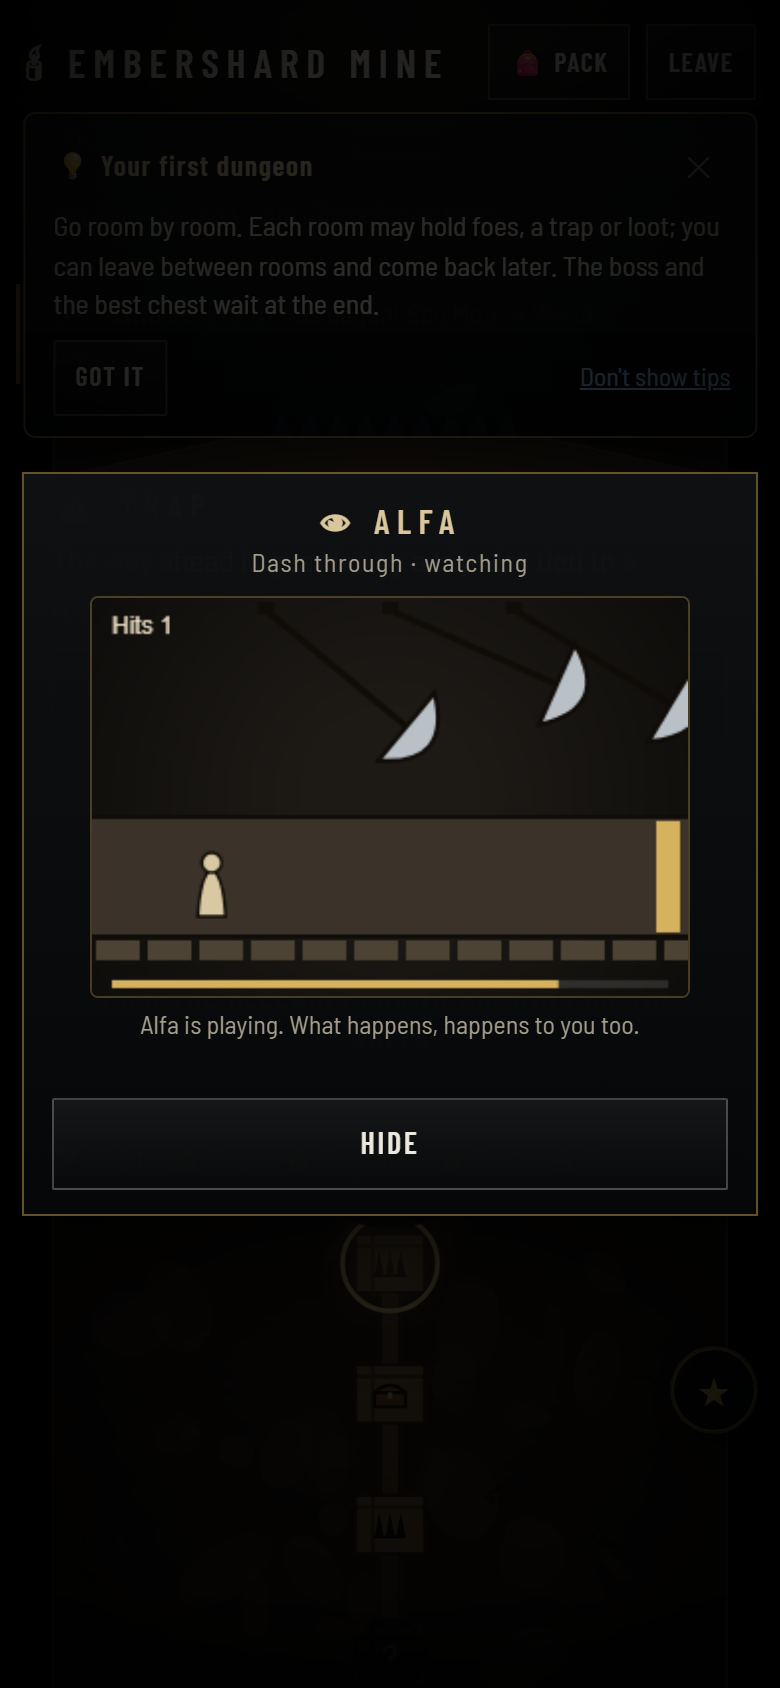 EMBERSHARD MINE
PACK
LEAVE
Your first dungeon
Go room by room. Each room may hold foes, a trap or loot; you
can leave between rooms and come back later. The boss and
the best chest wait at the end.
GOT IT
Don't show tips
ALFA
Dash through · watching
Hits 1
Alfa is playing. What happens, happens to you too.
HIDE